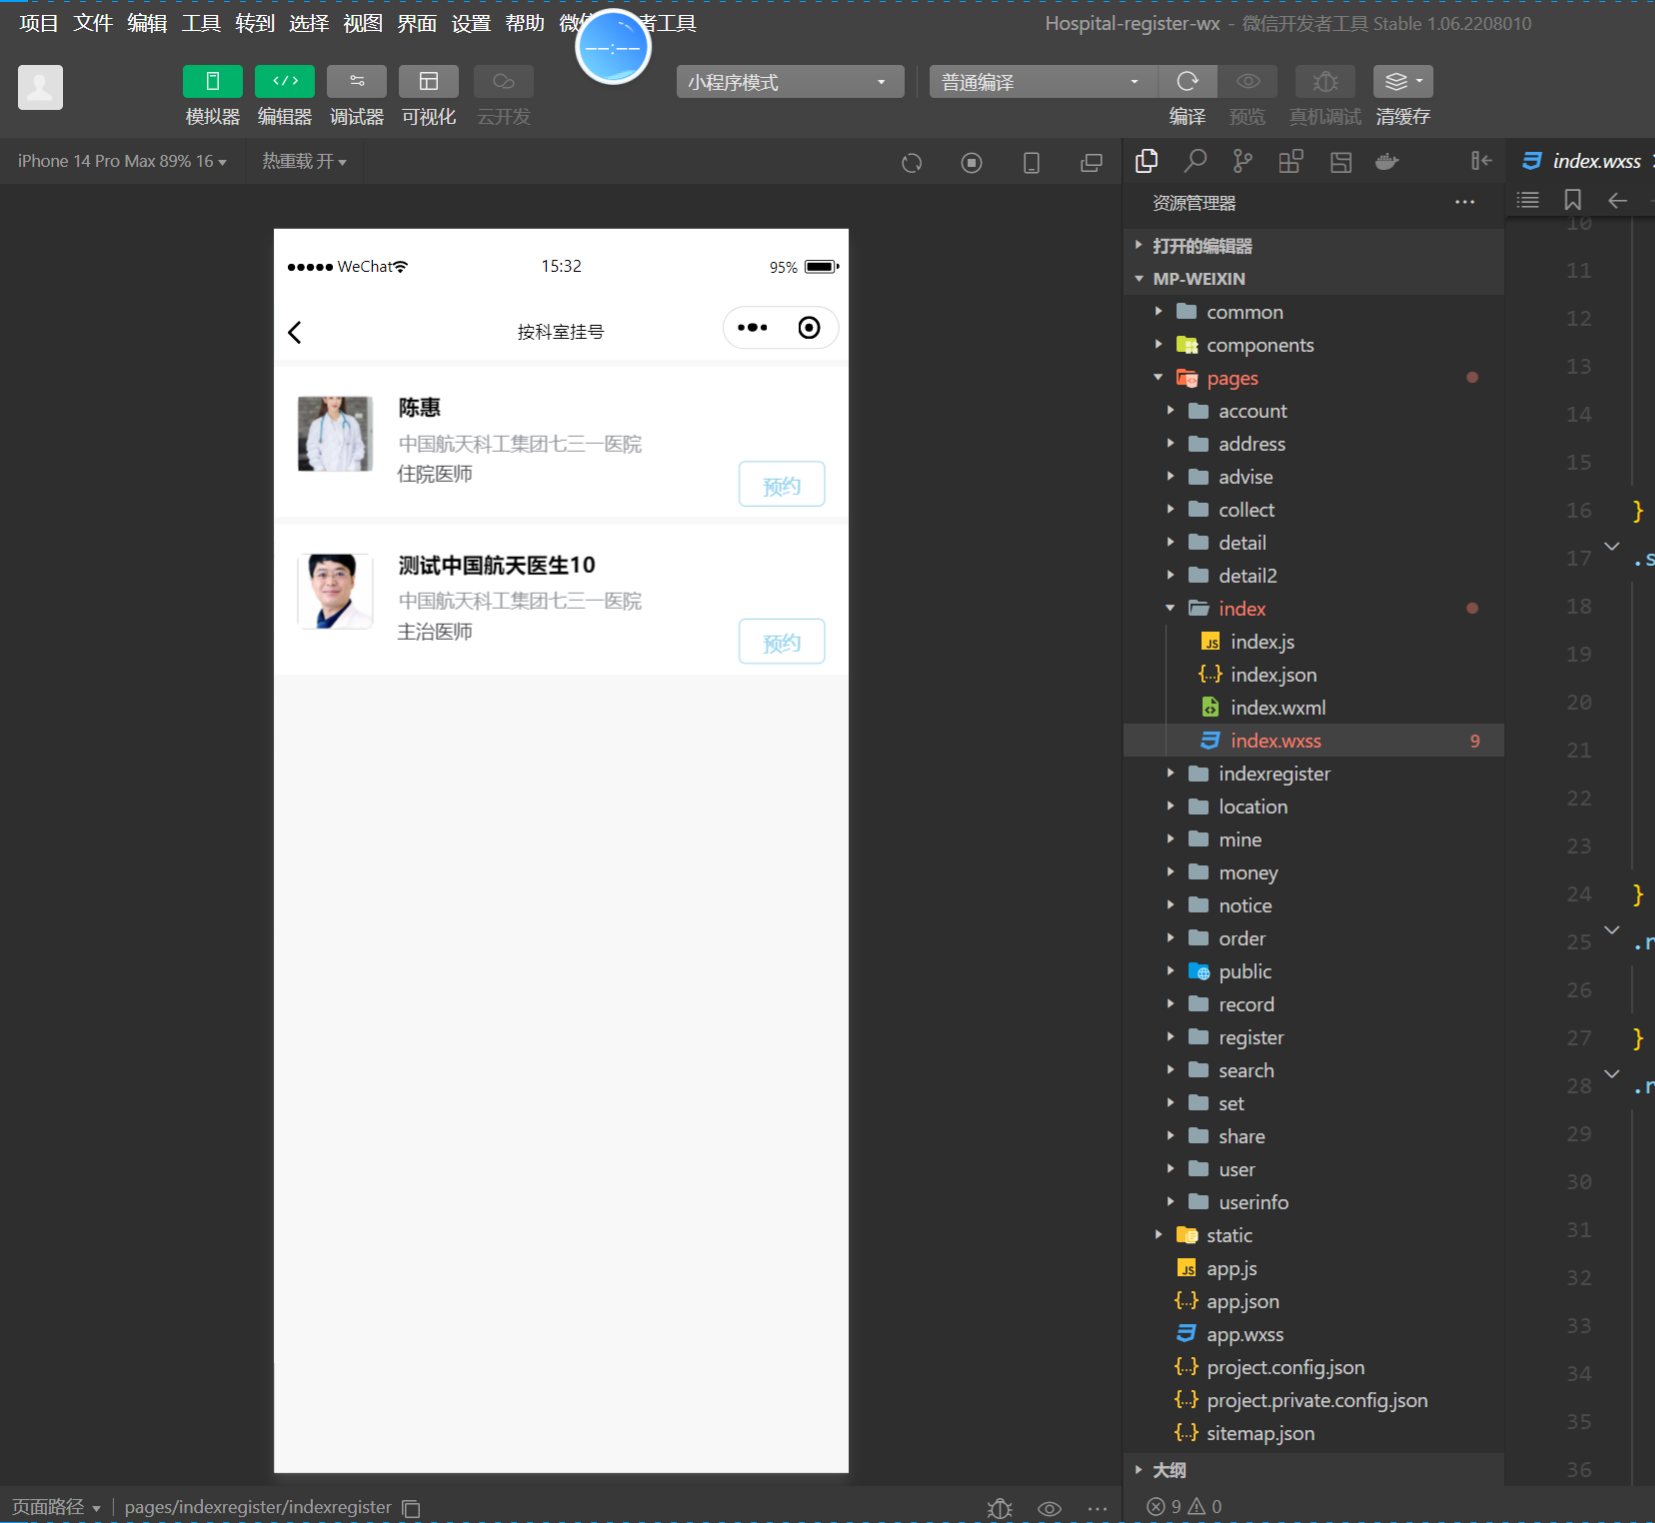 项目 文件 编辑 工具 转到 选择 视图 界面 设置 帮助 微信 者工具
--:--
Hospital-register-wx - 微信开发者工具 Stable 1.06.2208010
小程序模式
普通编译
模拟器 编辑器 调试器 可视化 云开发
编译 预览 真机调试 清缓存
iPhone 14 Pro Max 89% 16
热重载 开
WeChat 15:32 95%
按科室挂号
陈惠
中国航天科工集团七三一医院
住院医师
预约
测试中国航天医生10
中国航天科工集团七三一医院
主治医师
预约
页面路径 | pages/indexregister/indexregister
资源管理器
打开的编辑器
MP-WEIXIN
common
components
pages
account
address
advise
collect
detail
detail2
index
JS index.js
{..} index.json
index.wxml
index.wxss 9
indexregister
location
mine
money
notice
order
public
record
register
search
set
share
user
userinfo
static
JS app.js
{..} app.json
app.wxss
{..} project.config.json
{..} project.private.config.json
{..} sitemap.json
大纲
9 0
index.wxss
10
11
12
13
14
15
16 }
17 .s
18
19
20
21
22
23
24 }
25 .r
26
27 }
28 .r
29
30
31
32
33
34
35
36